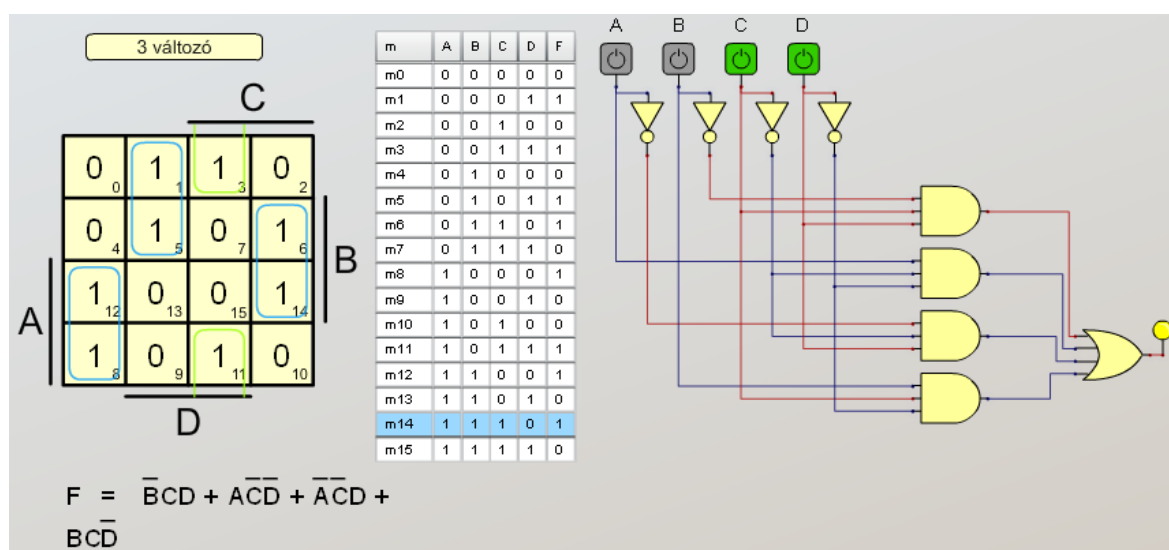 3 változó
C
0 0 1 1 1 3 0 2
0 4 1 5 0 7 1 6
B
A
1 12 0 13 0 15 1 14
1 8 0 9 1 11 0 10
D
F = B̅CD + AC̅D̅ + A̅C̅D +
BCD̅
m A B C D F
m0 0 0 0 0 0
m1 0 0 0 1 1
m2 0 0 1 0 0
m3 0 0 1 1 1
m4 0 1 0 0 0
m5 0 1 0 1 1
m6 0 1 1 0 1
m7 0 1 1 1 0
m8 1 0 0 0 1
m9 1 0 0 1 0
m10 1 0 1 0 0
m11 1 0 1 1 1
m12 1 1 0 0 1
m13 1 1 0 1 0
m14 1 1 1 0 1
m15 1 1 1 1 0
A B C D